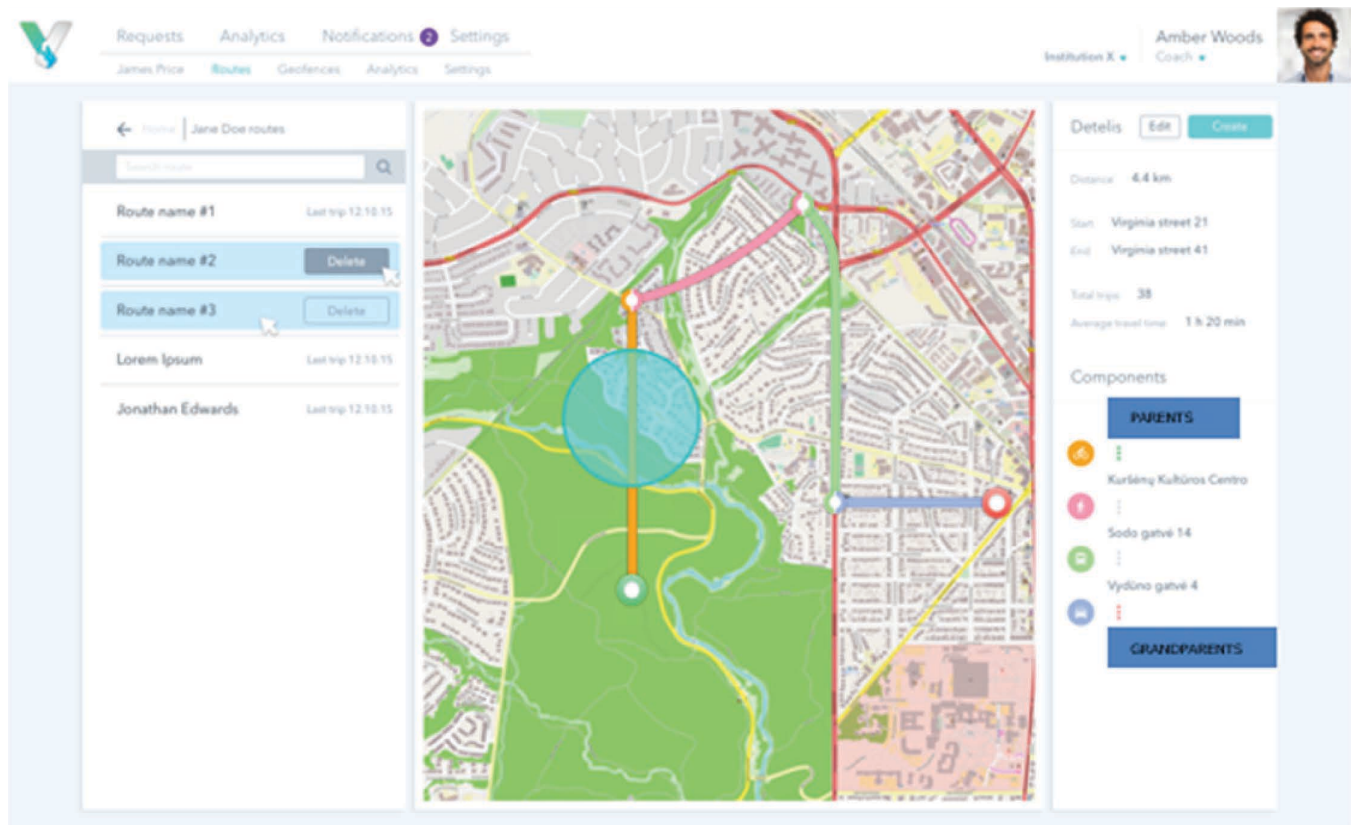 Requests Analytics Notifications 2 Settings
James Price Routes Geofences Analytics Settings
Amber Woods
Institution X Coach
Home Jane Doe routes
Search route
Route name #1 Last trip 12.10.15
Route name #2 Delete
Route name #3 Delete
Lorem Ipsum Last trip 12.10.15
Jonathan Edwards Last trip 12.10.15
Detelis Edit Create
Distance 4.4 km
Start Virginia street 21
End Virginia street 41
Total trips 38
Average travel time 1 h 20 min
Components
PARENTS
Kuršėnų Kultūros Centro
Sodo gatvė 14
Vydūno gatvė 4
GRANDPARENTS